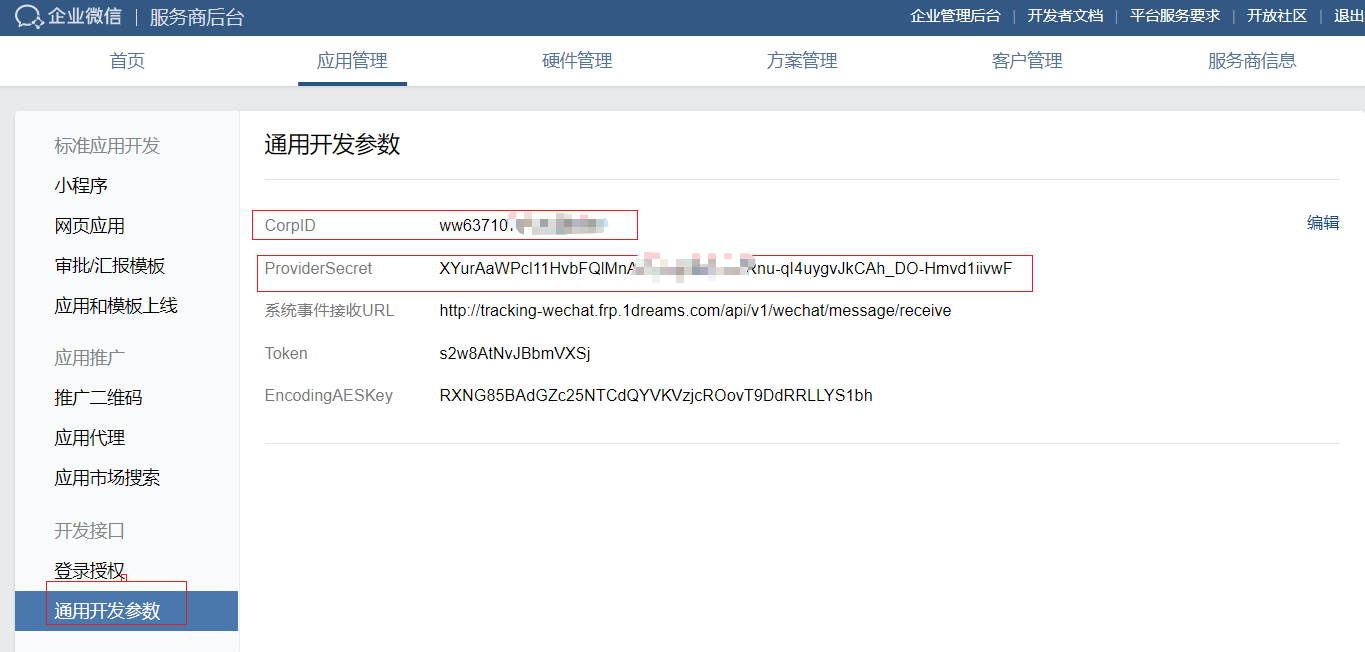 企业微信 | 服务商后台
企业管理后台 | 开发者文档 | 平台服务要求 | 开放社区 | 退出
首页 应用管理 硬件管理 方案管理 客户管理 服务商信息
标准应用开发
小程序
网页应用
审批/汇报模板
应用和模板上线
应用推广
推广二维码
应用代理
应用市场搜索
开发接口
登录授权
通用开发参数
通用开发参数
编辑
CorpID ww63710
ProviderSecret XYurAaWPcl11HvbFQlMnA Rnu-ql4uygvJkCAh_DO-Hmvd1iivwF
系统事件接收URL http://tracking-wechat.frp.1dreams.com/api/v1/wechat/message/receive
Token s2w8AtNvJBbmVXSj
EncodingAESKey RXNG85BAdGZc25NTCdQYVKVzjcROovT9DdRRLLYS1bh